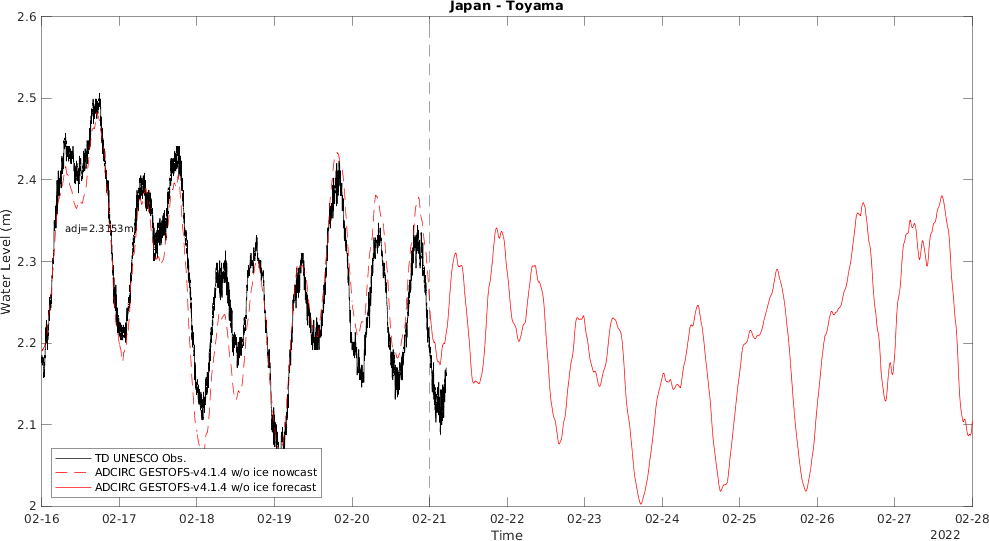 Japan - Toyama
2.6
2.5
2.4
2.3
2.2
2.1
2
Water Level (m)
adj=2.3153m
TD UNESCO Obs.
ADCIRC GESTOFS-v4.1.4 w/o ice nowcast
ADCIRC GESTOFS-v4.1.4 w/o ice forecast
02-16 02-17 02-18 02-19 02-20 02-21 02-22 02-23 02-24 02-25 02-26 02-27 02-28
Time
2022